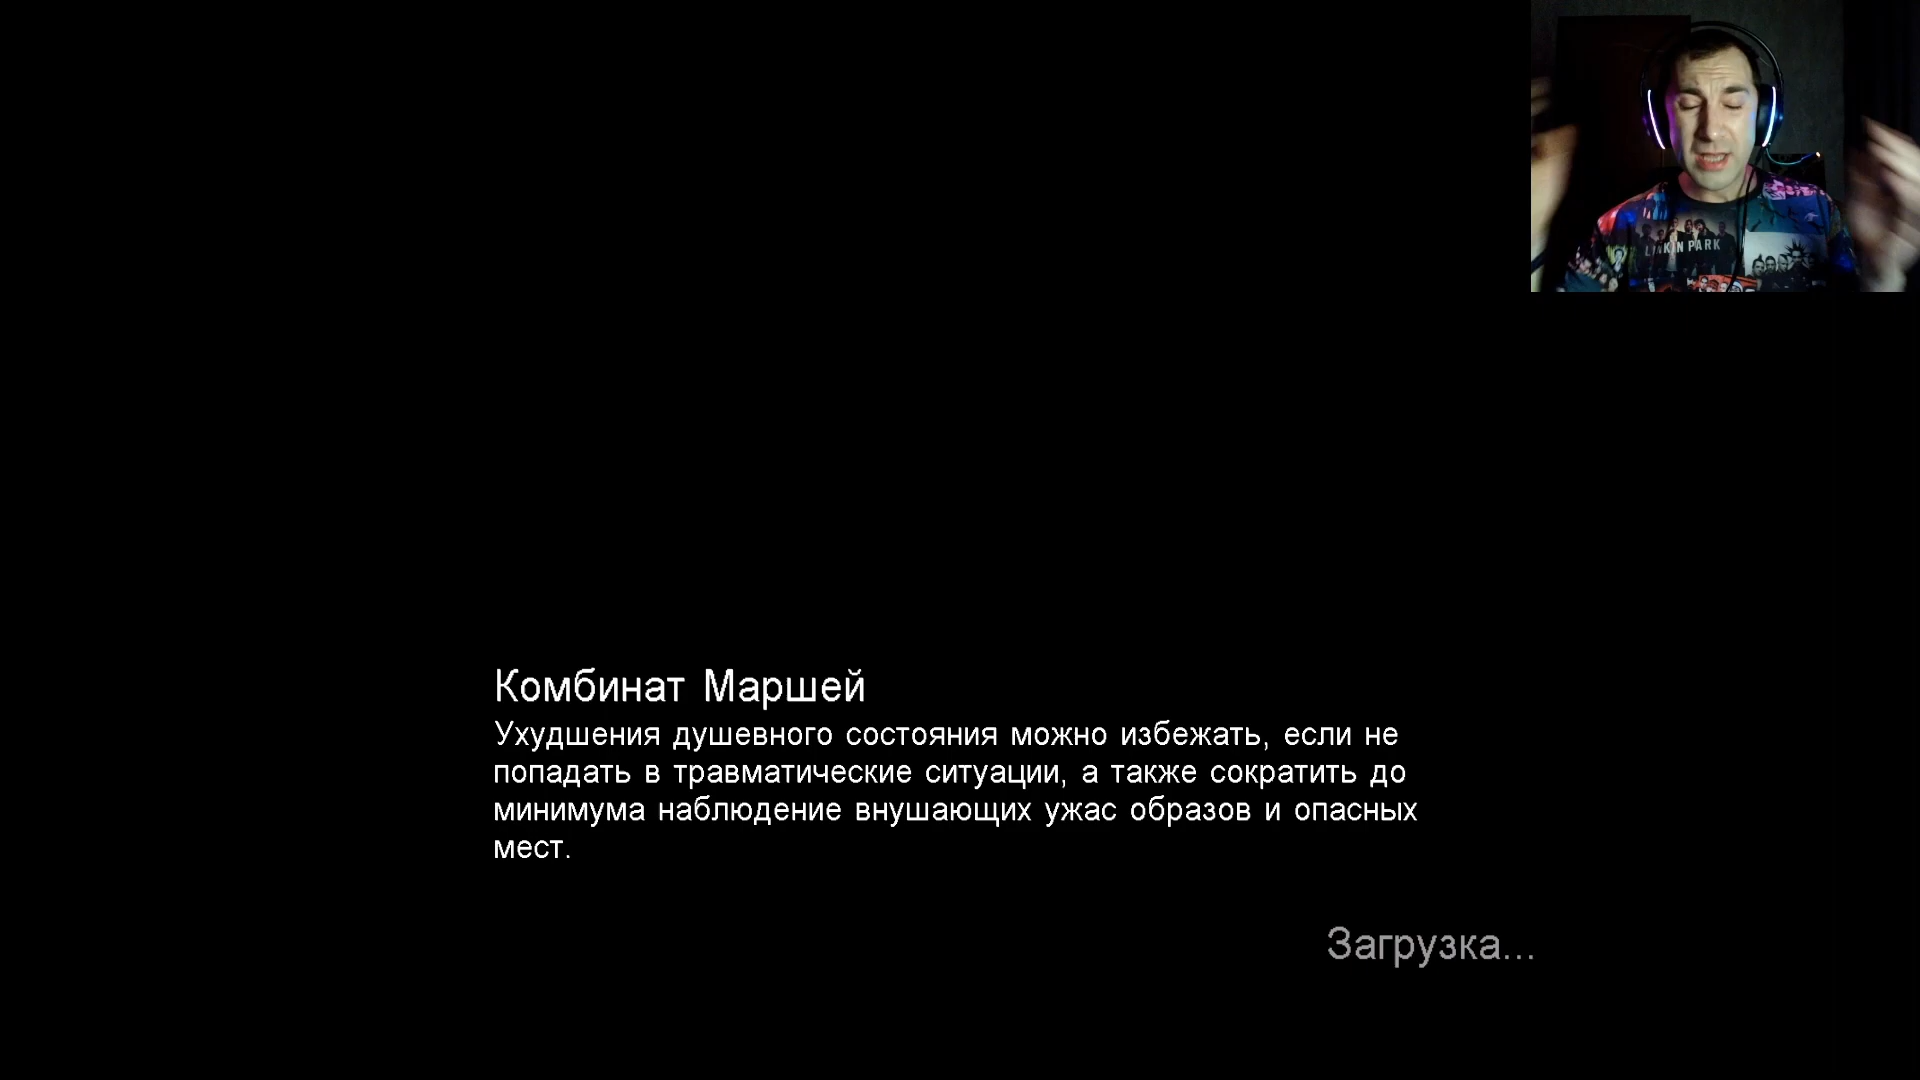 LINKIN PARK
Комбинат Маршей
Ухудшения душевного состояния можно избежать, если не
попадать в травматические ситуации, а также сократить до
минимума наблюдение внушающих ужас образов и опасных
мест.
Загрузка...